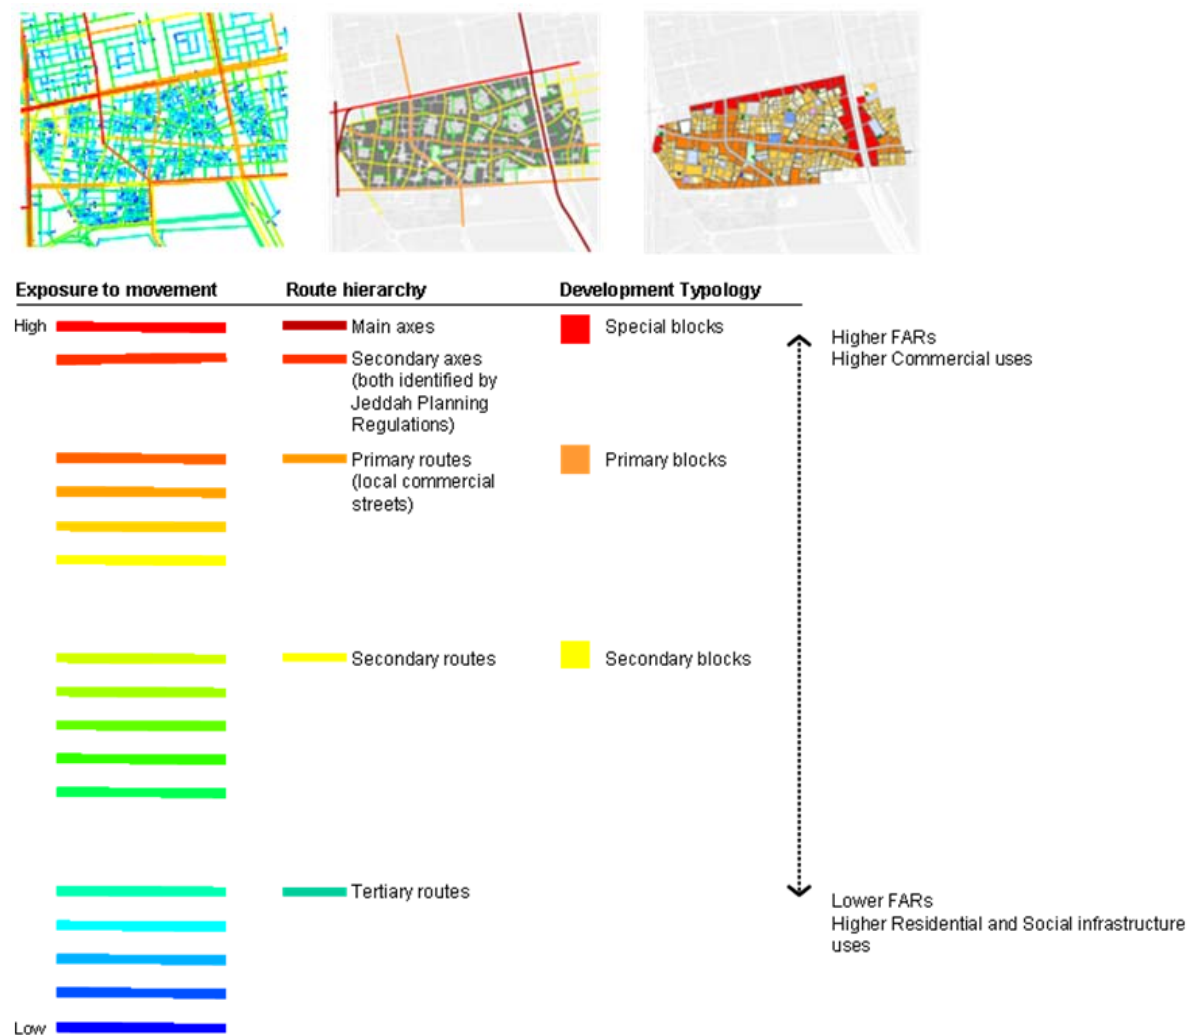 Exposure to movement
Route hierarchy
Development Typology
High
Main axes
Special blocks
Higher FARs
Higher Commercial uses
Secondary axes
(both identified by
Jeddah Planning
Regulations)
Primary routes
(local commercial
streets)
Primary blocks
Secondary routes
Secondary blocks
Tertiary routes
Lower FARs
Higher Residential and Social infrastructure
uses
Low